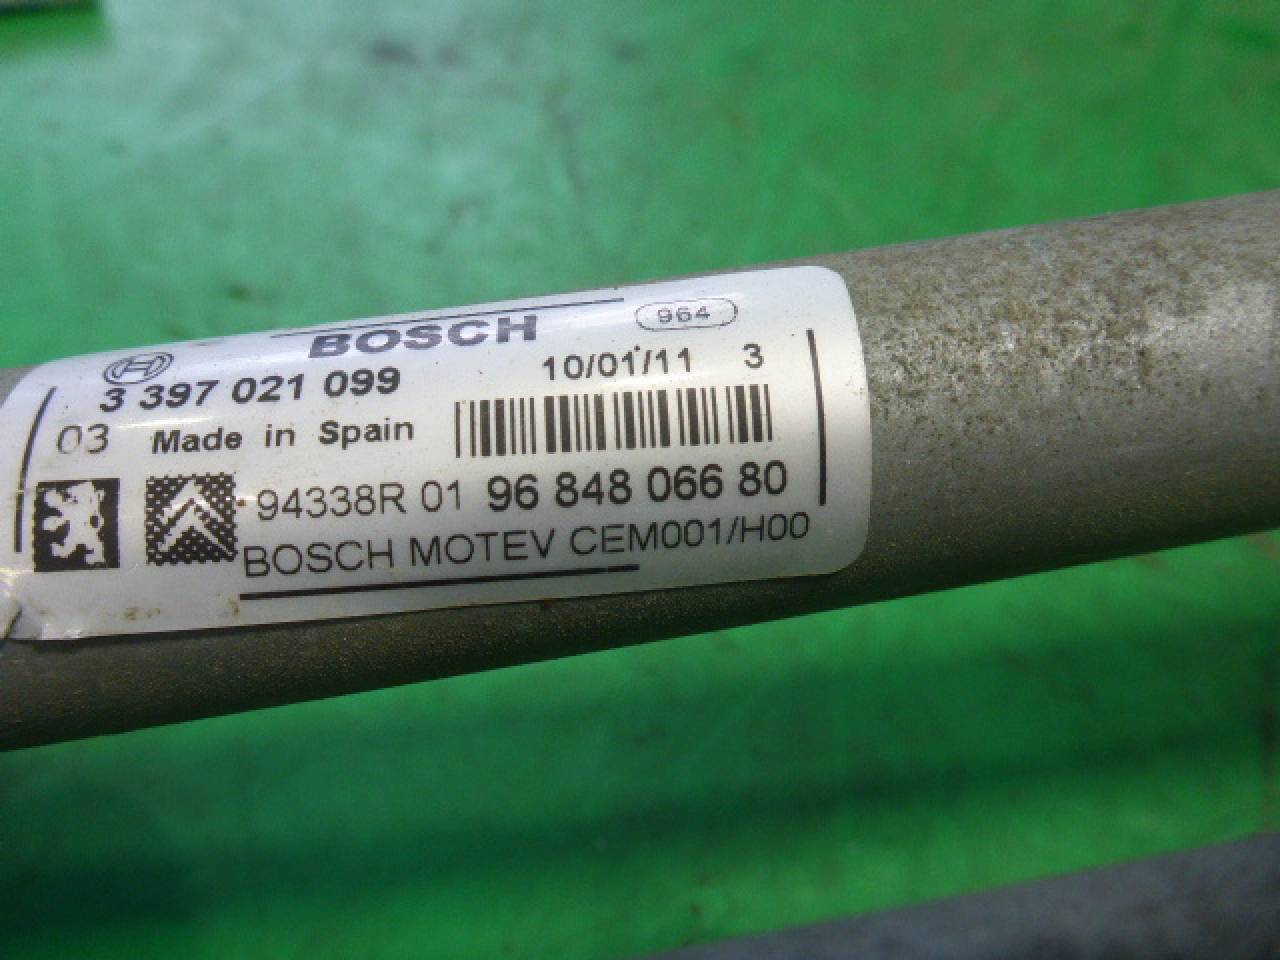 BOSCH 964
3 397 021 099 10/01/11 3
03 Made in Spain
94338R 01 96 848 066 80
BOSCH MOTEV CEM001/H00